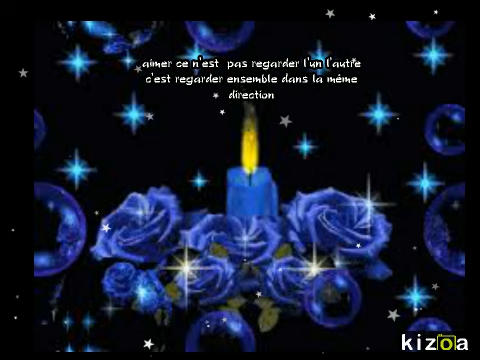 aimer ce n'est pas regarder l'un l'autre
c'est regarder ensemble dans la même
direction
kizoa